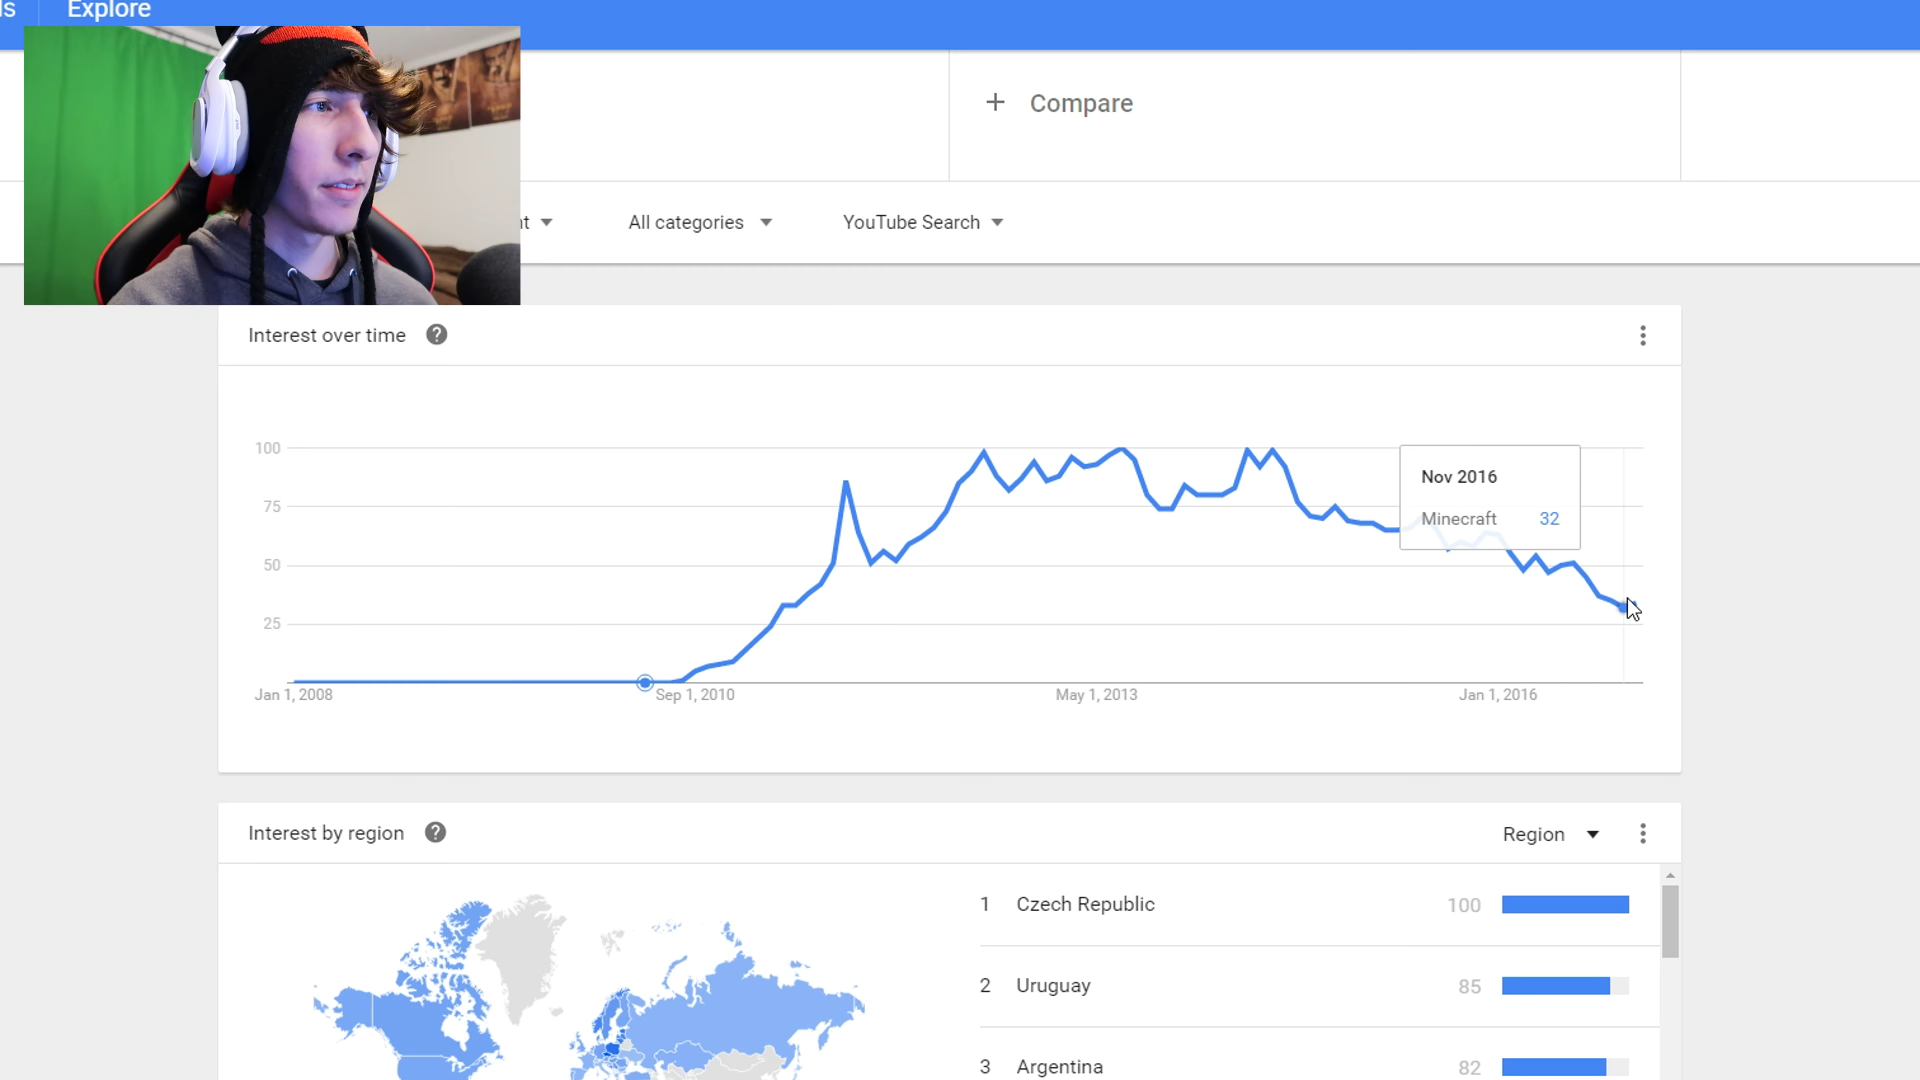 ls Explore
+ Compare
nt All categories YouTube Search
Interest over time ?
100
75
50
25
Nov 2016
Minecraft 32
Jan 1, 2008 Sep 1, 2010 May 1, 2013 Jan 1, 2016
Interest by region ? Region
1 Czech Republic 100
2 Uruguay 85
3 Argentina 82